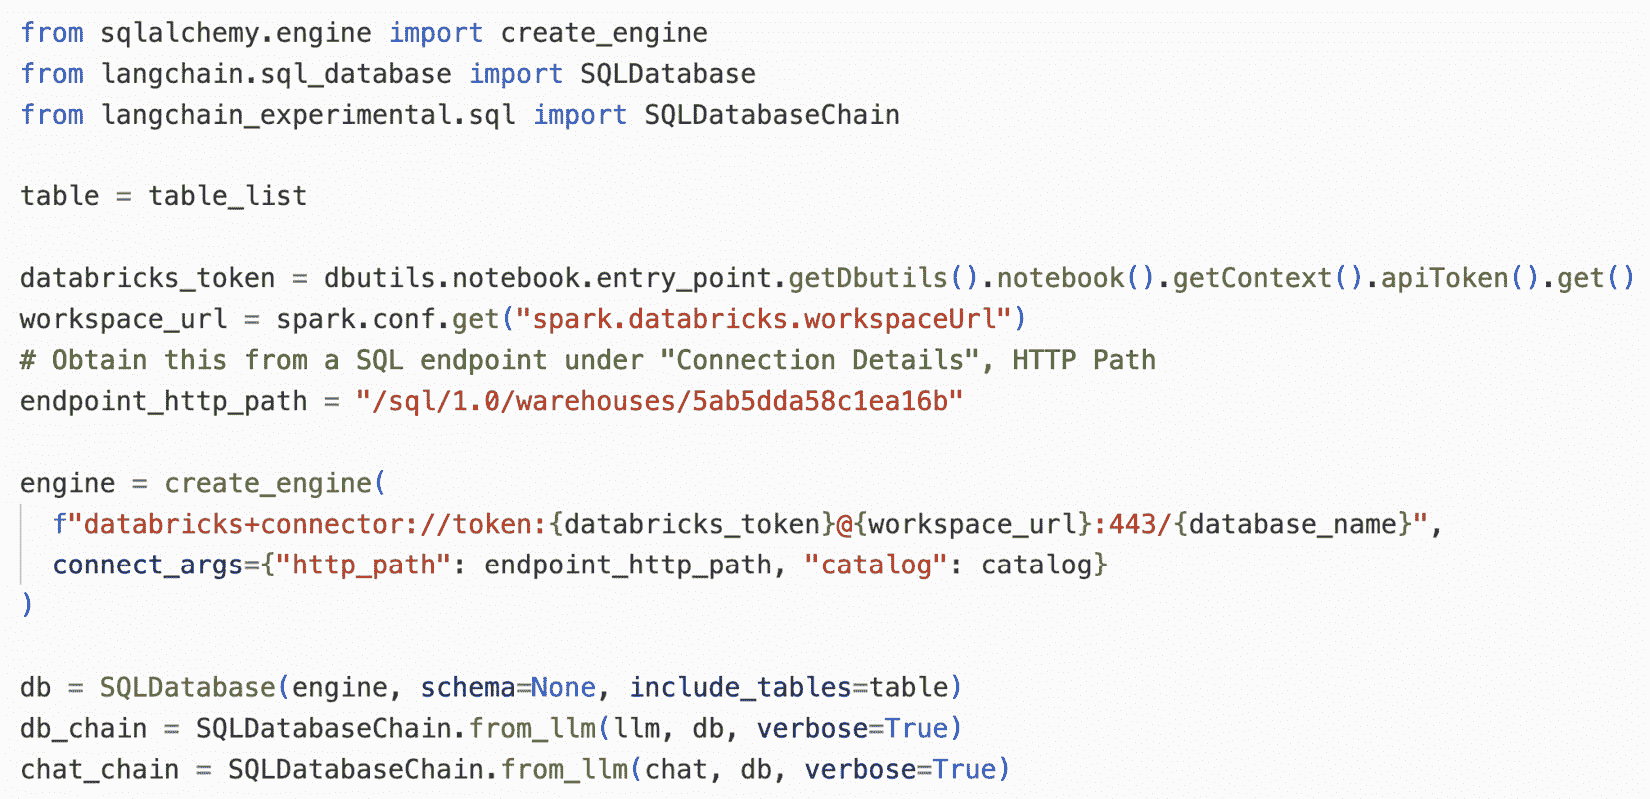 from sqlalchemy.engine import create_engine
from langchain.sql_database import SQLDatabase
from langchain_experimental.sql import SQLDatabaseChain
table = table_list
databricks_token = dbutils.notebook.entry_point.getDbutils().notebook().getContext().apiToken().get()
workspace_url = spark.conf.get("spark.databricks.workspaceUrl")
# Obtain this from a SQL endpoint under "Connection Details", HTTP Path
endpoint_http_path = "/sql/1.0/warehouses/5ab5dda58c1ea16b"
engine = create_engine(
  f"databricks+connector://token:{databricks_token}@{workspace_url}:443/{database_name}",
  connect_args={"http_path": endpoint_http_path, "catalog": catalog}
)
db = SQLDatabase(engine, schema=None, include_tables=table)
db_chain = SQLDatabaseChain.from_llm(llm, db, verbose=True)
chat_chain = SQLDatabaseChain.from_llm(chat, db, verbose=True)